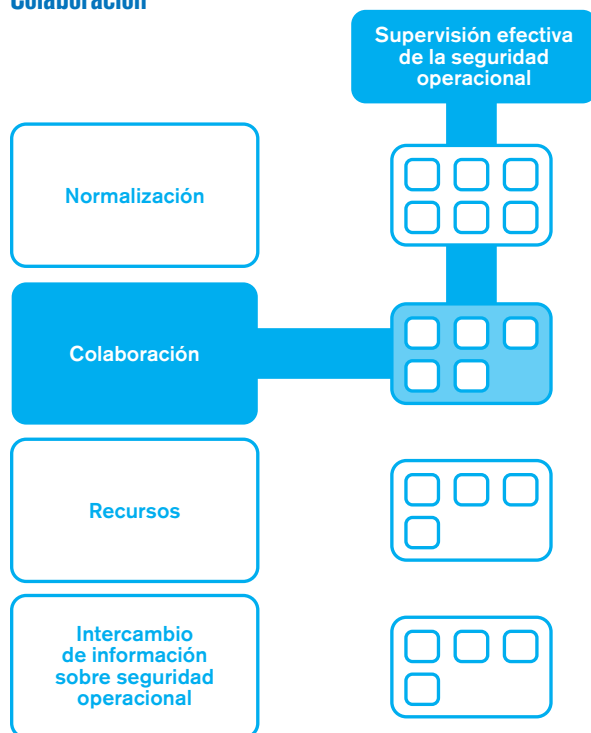 Colaboración
Supervisión efectiva
de la seguridad
operacional
Normalización
Colaboración
Recursos
Intercambio
de información
sobre seguridad
operacional